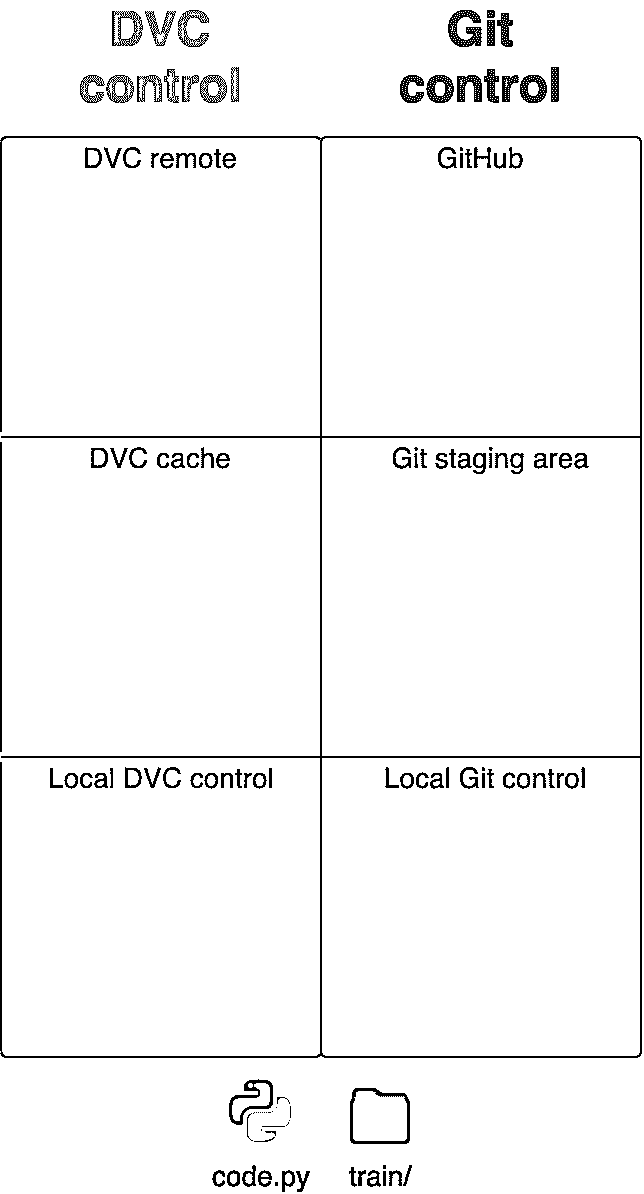 DVC
control
Git
control
DVC remote
GitHub
DVC cache
Git staging area
Local DVC control
Local Git control
code.py
train/